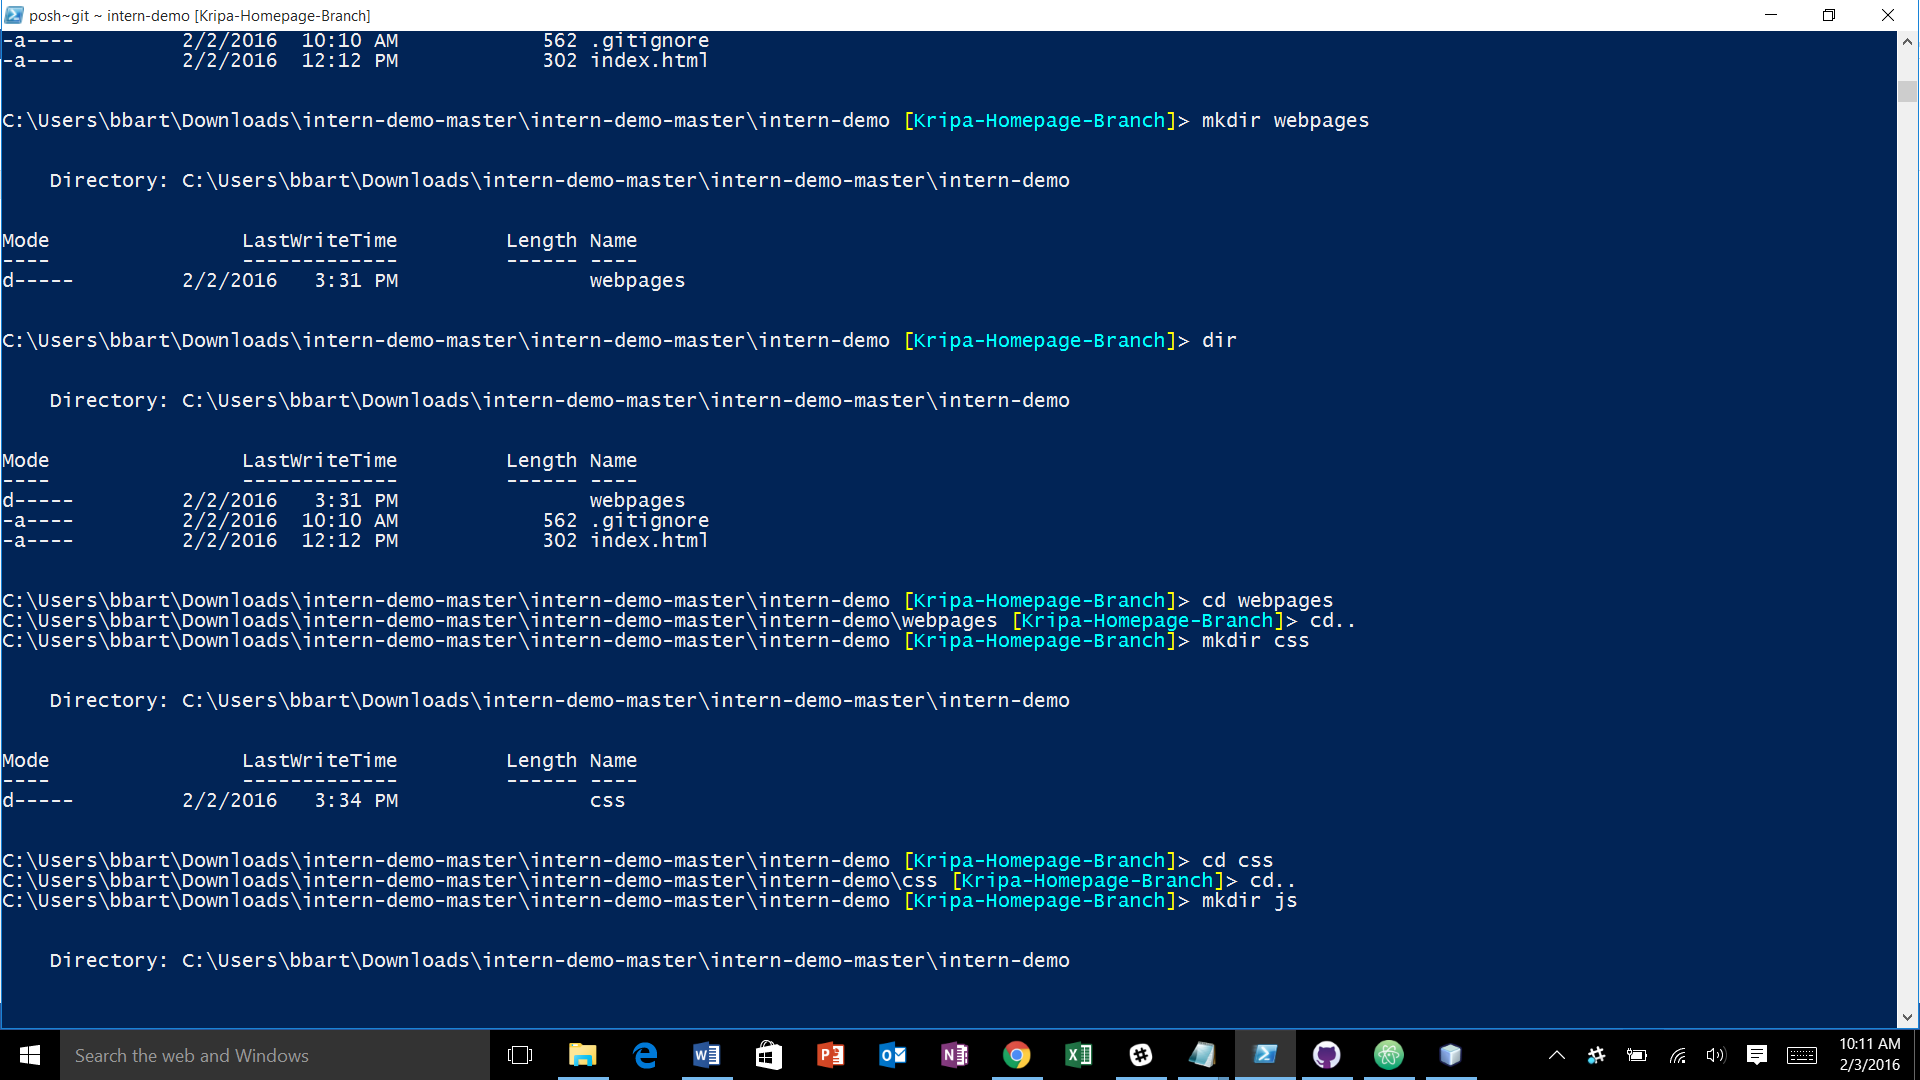 posh~git ~ intern-demo [Kripa-Homepage-Branch]
-a---- 2/2/2016 10:10 AM 562 .gitignore
-a---- 2/2/2016 12:12 PM 302 index.html
C:\Users\bbart\Downloads\intern-demo-master\intern-demo-master\intern-demo [Kripa-Homepage-Branch]> mkdir webpages
Directory: C:\Users\bbart\Downloads\intern-demo-master\intern-demo-master\intern-demo
Mode LastWriteTime Length Name
---- ------------- ------ ----
d----- 2/2/2016 3:31 PM webpages
C:\Users\bbart\Downloads\intern-demo-master\intern-demo-master\intern-demo [Kripa-Homepage-Branch]> dir
Directory: C:\Users\bbart\Downloads\intern-demo-master\intern-demo-master\intern-demo
Mode LastWriteTime Length Name
---- ------------- ------ ----
d----- 2/2/2016 3:31 PM webpages
-a---- 2/2/2016 10:10 AM 562 .gitignore
-a---- 2/2/2016 12:12 PM 302 index.html
C:\Users\bbart\Downloads\intern-demo-master\intern-demo-master\intern-demo [Kripa-Homepage-Branch]> cd webpages
C:\Users\bbart\Downloads\intern-demo-master\intern-demo-master\intern-demo\webpages [Kripa-Homepage-Branch]> cd..
C:\Users\bbart\Downloads\intern-demo-master\intern-demo-master\intern-demo [Kripa-Homepage-Branch]> mkdir css
Directory: C:\Users\bbart\Downloads\intern-demo-master\intern-demo-master\intern-demo
Mode LastWriteTime Length Name
---- ------------- ------ ----
d----- 2/2/2016 3:34 PM css
C:\Users\bbart\Downloads\intern-demo-master\intern-demo-master\intern-demo [Kripa-Homepage-Branch]> cd css
C:\Users\bbart\Downloads\intern-demo-master\intern-demo-master\intern-demo\css [Kripa-Homepage-Branch]> cd..
C:\Users\bbart\Downloads\intern-demo-master\intern-demo-master\intern-demo [Kripa-Homepage-Branch]> mkdir js
Directory: C:\Users\bbart\Downloads\intern-demo-master\intern-demo-master\intern-demo
Search the web and Windows
10:11 AM
2/3/2016